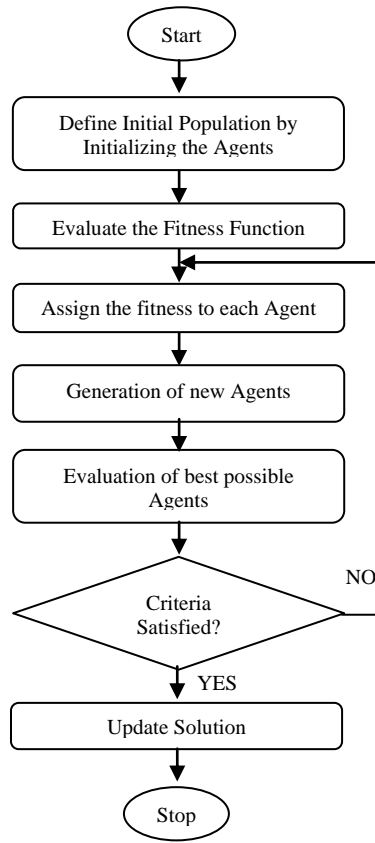 Start
Define Initial Population by
Initializing the Agents
Evaluate the Fitness Function
Assign the fitness to each Agent
Generation of new Agents
Evaluation of best possible
Agents
Criteria
Satisfied?
NO
YES
Update Solution
Stop